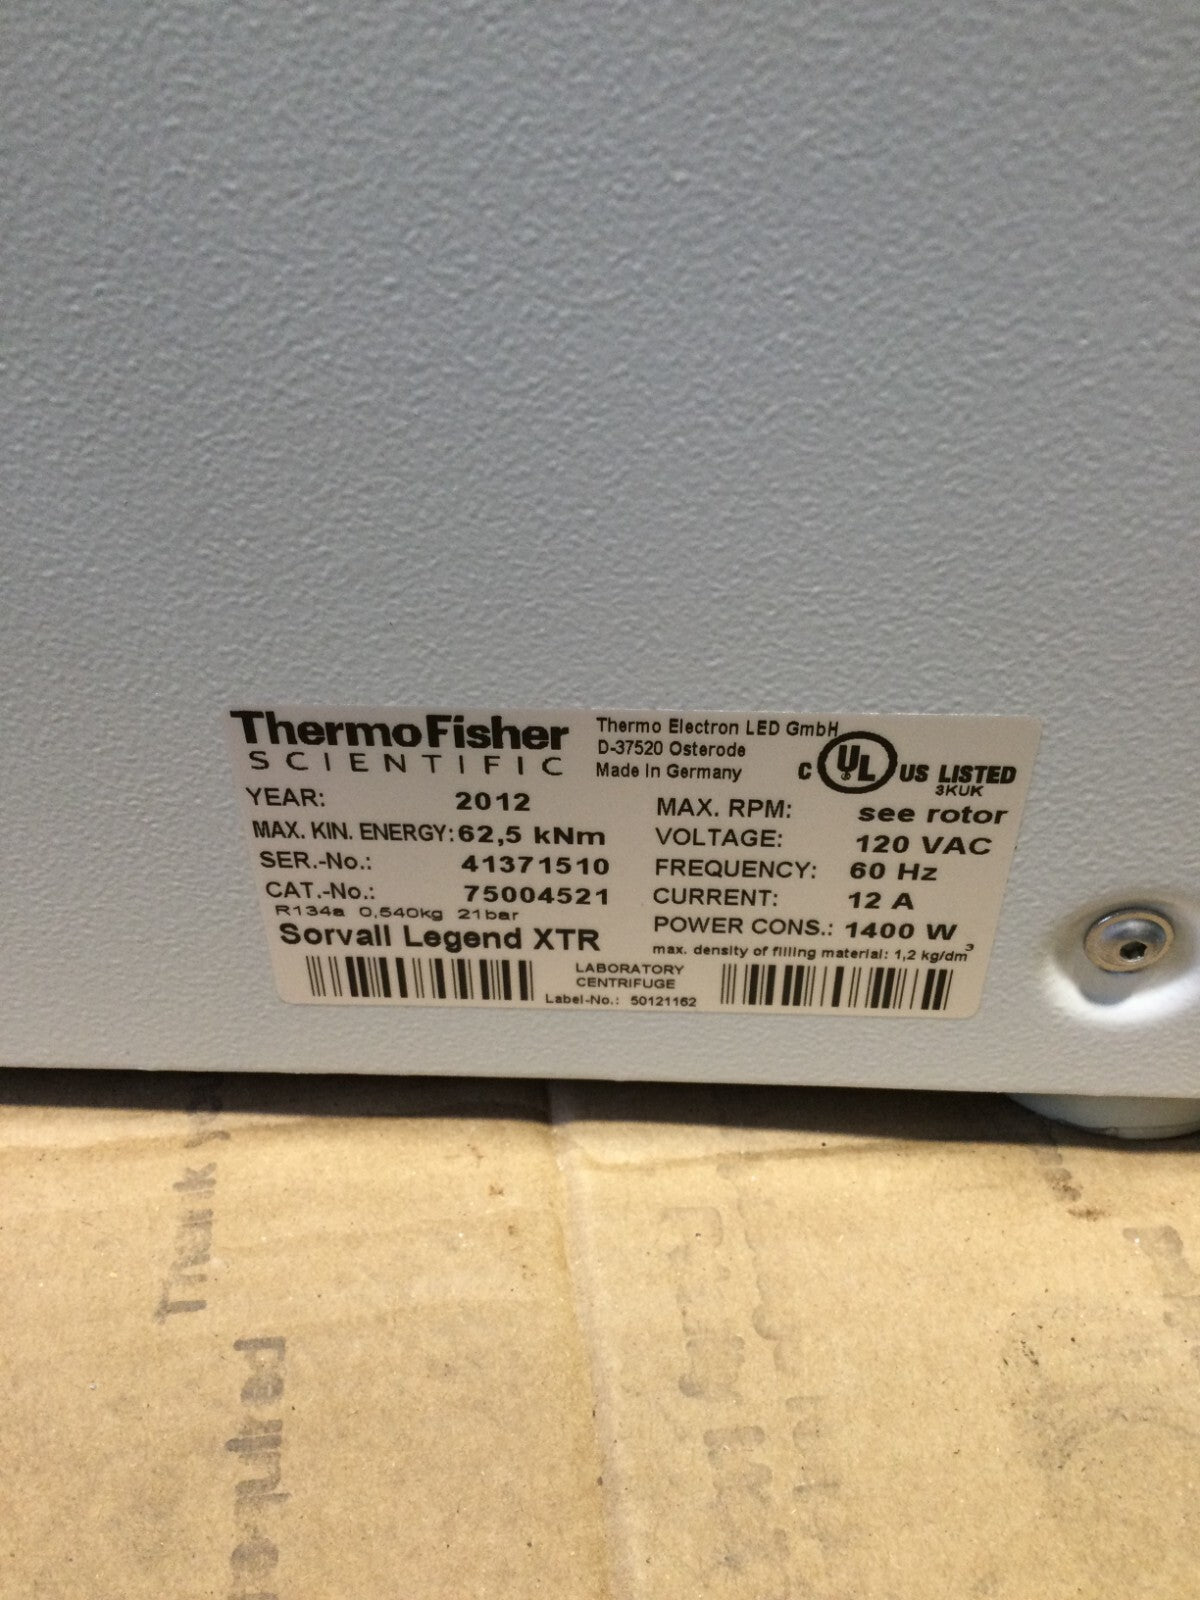 ThermoFisher
SCIENTIFIC
Thermo Electron LED GmbH
D-37520 Osterode
Made in Germany
C UL US LISTED
3KUK
YEAR: 2012
MAX. KIN. ENERGY: 62,5 kNm
SER.-No.: 41371510
CAT.-No.: 75004521
R134a 0,540kg 21bar
Sorvall Legend XTR
MAX. RPM: see rotor
VOLTAGE: 120 VAC
FREQUENCY: 60 Hz
CURRENT: 12 A
POWER CONS.: 1400 W
max. density of filling material: 1,2 kg/dm³
LABORATORY
CENTRIFUGE
Label-No.: 50121162
Thank